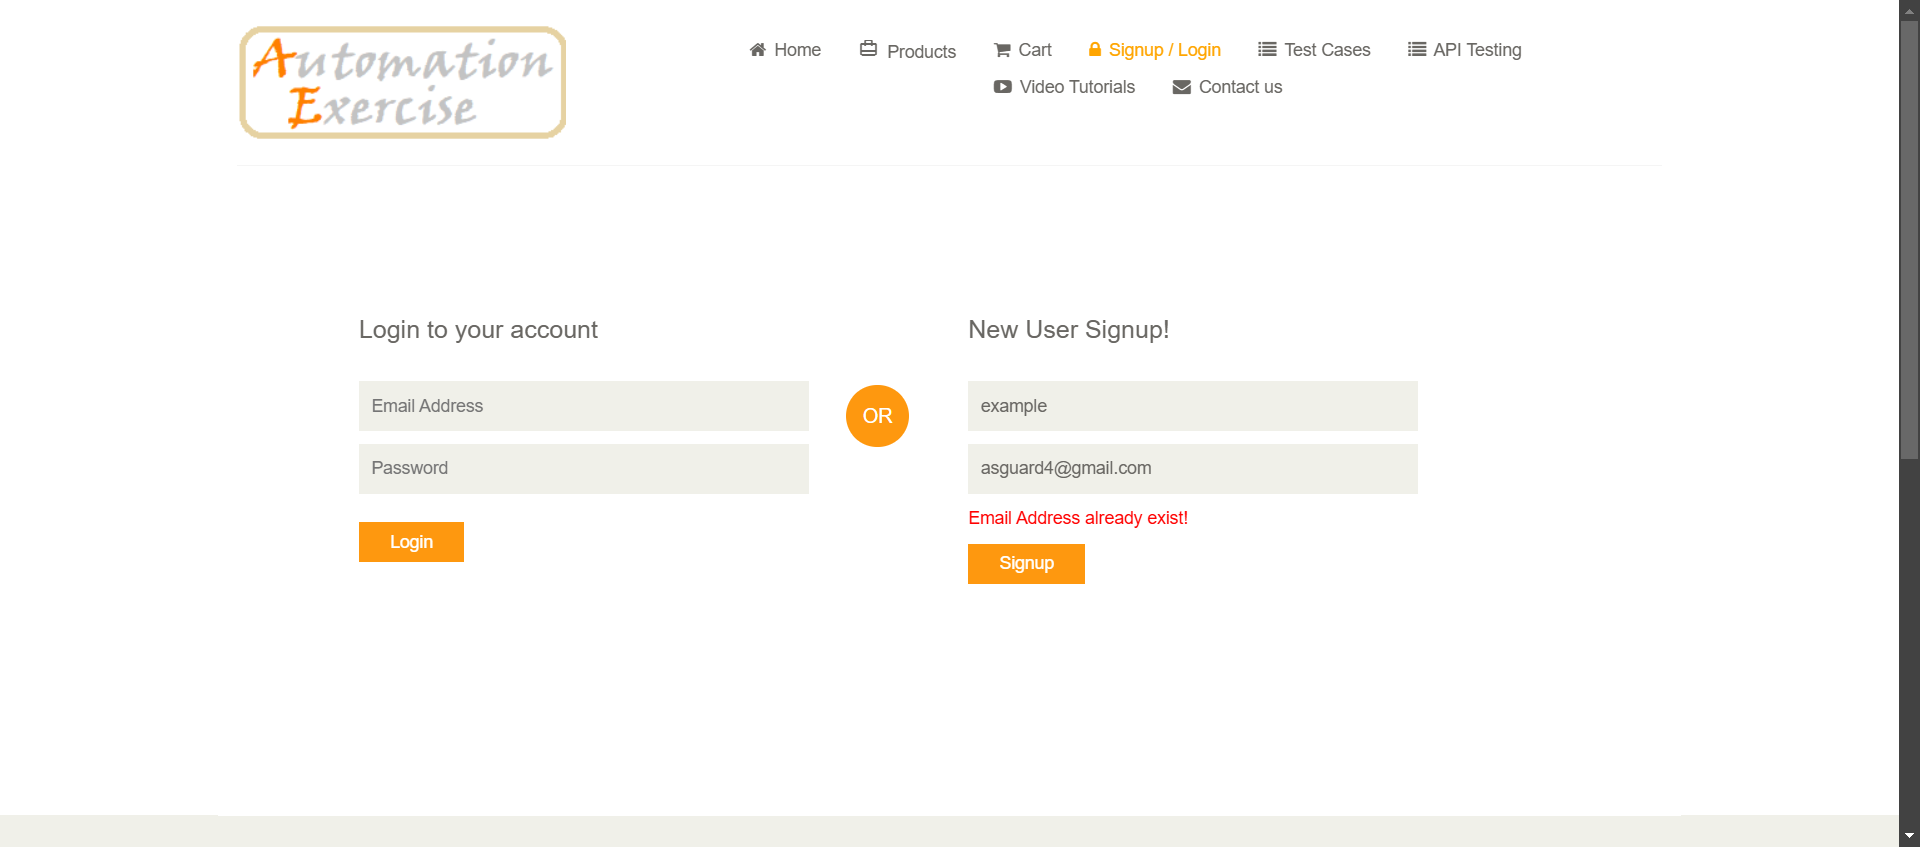 Automation
Exercise
Home
Products
Cart
Signup / Login
Test Cases
API Testing
Video Tutorials
Contact us
Login to your account
Email Address
Password
Login
OR
New User Signup!
example
asguard4@gmail.com
Email Address already exist!
Signup